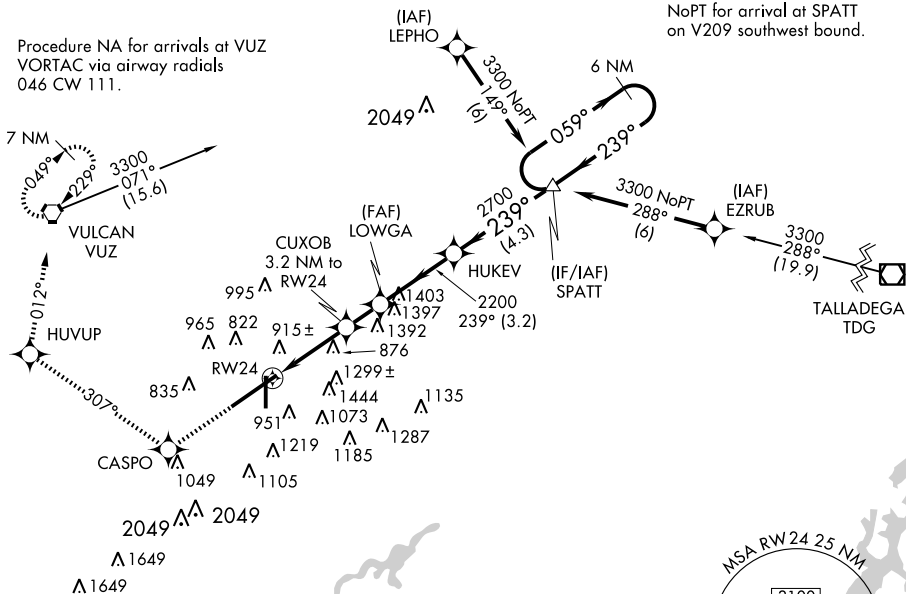 Procedure NA for arrivals at VUZ
VORTAC via airway radials
046 CW 111.
(IAF)
LEPHO
NoPT for arrival at SPATT
on V209 southwest bound.
3300 NoPT
149°
(6)
6 NM
059°
239°
2049
7 NM
049°
229°
3300
071°
(15.6)
VULCAN
VUZ
2700
239°
(4.3)
3300 NoPT
288°
(6)
(IAF)
EZRUB
3300
288°
(19.9)
TALLADEGA
TDG
(FAF)
LOWGA
CUXOB
3.2 NM to
RW24
HUKEV
(IF/IAF)
SPATT
2200
239° (3.2)
012°
HUVUP
995
965
822
915±
1403
1397
1392
876
RW24
835
1299±
1444
1135
951
1073
1287
1219
1185
307°
CASPO
1049
1105
2049
2049
1649
1649
MSA RW24 25 NM